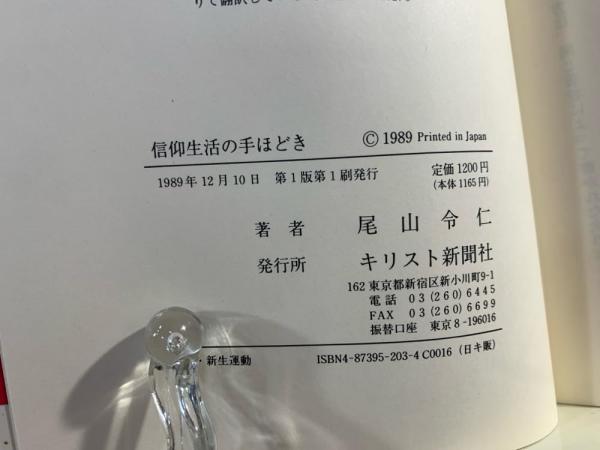 信仰生活の手ほどき © 1989 Printed in Japan
1989年12月10日 第1版第1刷発行 定価1200円
(本体1165円)
著者 尾山令仁
発行所 キリスト新聞社
162 東京都新宿区新小川町9-1
電話 03(260)6445
FAX 03(260)6699
振替口座 東京8-196016
・新生運動 ISBN4-87395-203-4 C0016 (日キ販)